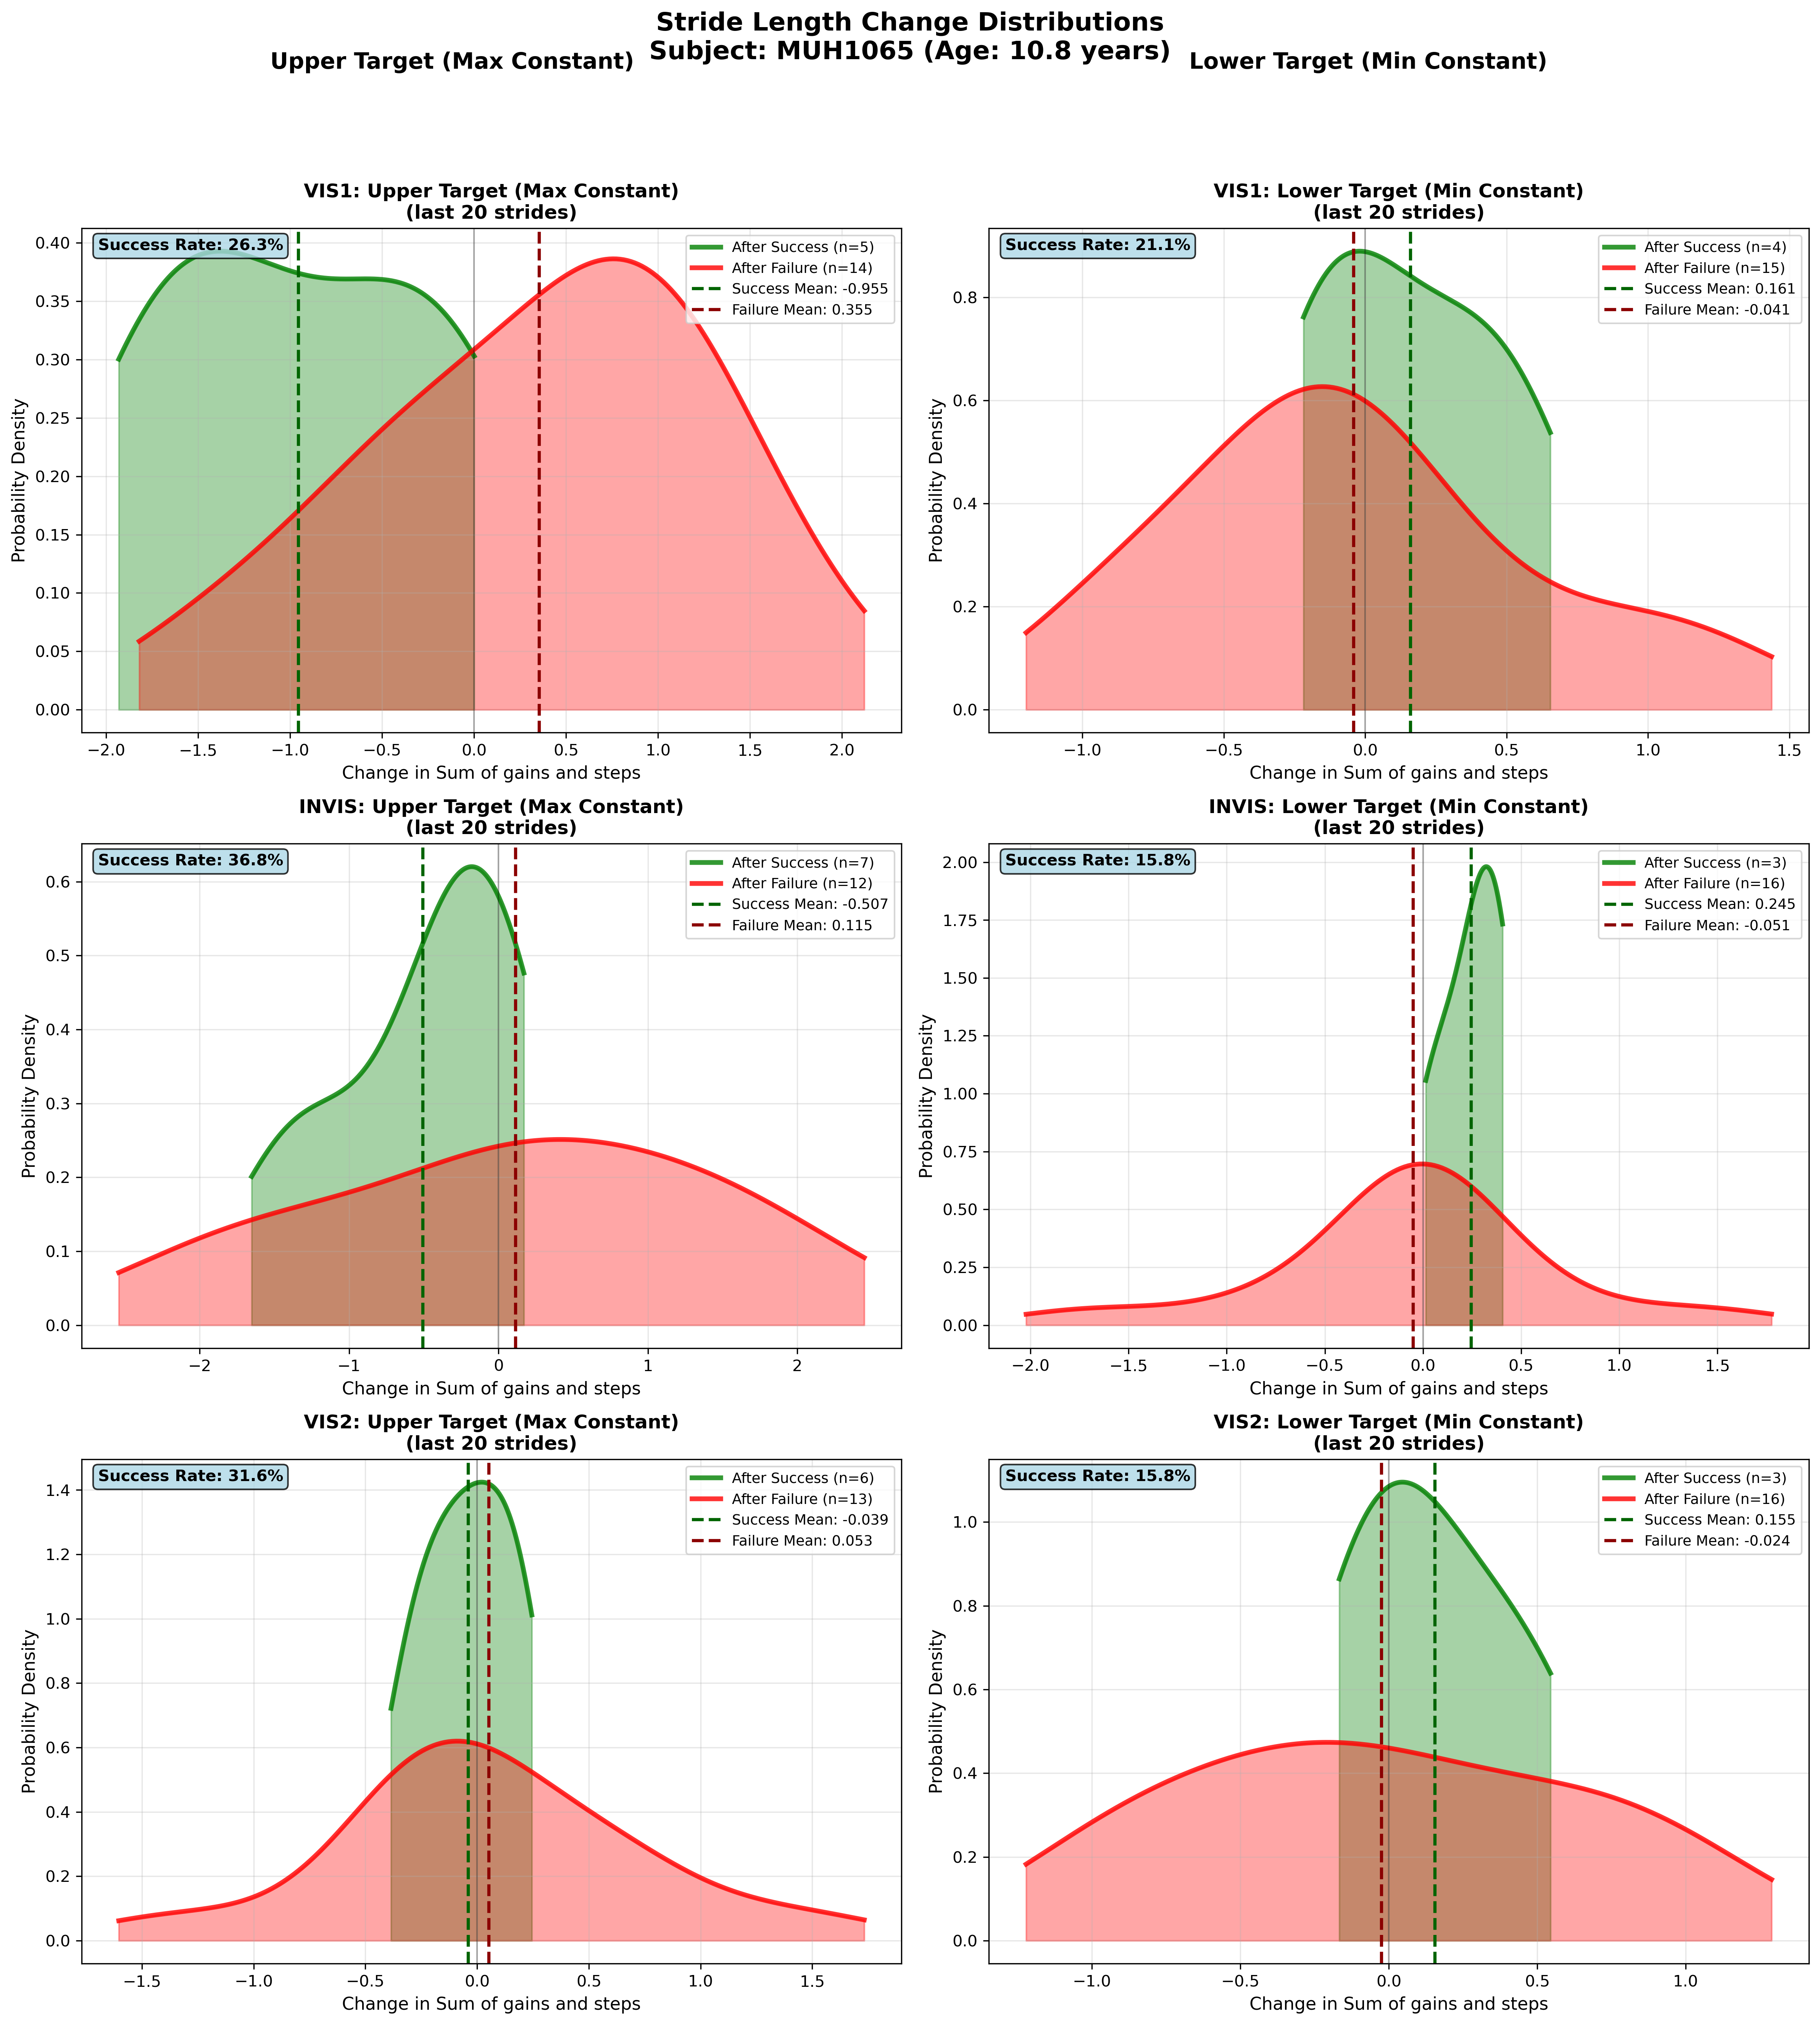 Stride Length Change Distributions
Subject: MUH1065 (Age: 10.8 years)
Upper Target (Max Constant)
Lower Target (Min Constant)
VIS1: Upper Target (Max Constant)
(last 20 strides)
Success Rate: 26.3%
After Success (n=5)
After Failure (n=14)
Success Mean: -0.955
Failure Mean: 0.355
Probability Density
0.40
0.35
0.30
0.25
0.20
0.15
0.10
0.05
0.00
−2.0 −1.5 −1.0 −0.5 0.0 0.5 1.0 1.5 2.0
Change in Sum of gains and steps
VIS1: Lower Target (Min Constant)
(last 20 strides)
Success Rate: 21.1%
After Success (n=4)
After Failure (n=15)
Success Mean: 0.161
Failure Mean: -0.041
Probability Density
0.8
0.6
0.4
0.2
0.0
−1.0 −0.5 0.0 0.5 1.0 1.5
Change in Sum of gains and steps
INVIS: Upper Target (Max Constant)
(last 20 strides)
Success Rate: 36.8%
After Success (n=7)
After Failure (n=12)
Success Mean: -0.507
Failure Mean: 0.115
Probability Density
0.6
0.5
0.4
0.3
0.2
0.1
0.0
−2 −1 0 1 2
Change in Sum of gains and steps
INVIS: Lower Target (Min Constant)
(last 20 strides)
Success Rate: 15.8%
After Success (n=3)
After Failure (n=16)
Success Mean: 0.245
Failure Mean: -0.051
Probability Density
2.00
1.75
1.50
1.25
1.00
0.75
0.50
0.25
0.00
−2.0 −1.5 −1.0 −0.5 0.0 0.5 1.0 1.5
Change in Sum of gains and steps
VIS2: Upper Target (Max Constant)
(last 20 strides)
Success Rate: 31.6%
After Success (n=6)
After Failure (n=13)
Success Mean: -0.039
Failure Mean: 0.053
Probability Density
1.4
1.2
1.0
0.8
0.6
0.4
0.2
0.0
−1.5 −1.0 −0.5 0.0 0.5 1.0 1.5
Change in Sum of gains and steps
VIS2: Lower Target (Min Constant)
(last 20 strides)
Success Rate: 15.8%
After Success (n=3)
After Failure (n=16)
Success Mean: 0.155
Failure Mean: -0.024
Probability Density
1.0
0.8
0.6
0.4
0.2
0.0
−1.0 −0.5 0.0 0.5 1.0
Change in Sum of gains and steps